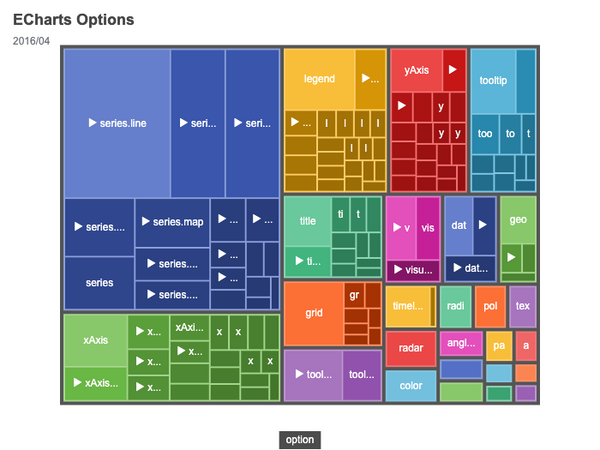 ECharts Options
2016/04
▶ series.line
▶ seri...
▶ seri...
legend
▶ ...
yAxis
▶
tooltip
▶ ...
l
l
l
l
l
l
▶
y
y
y
too
to
t
▶ series....
▶ series.map
▶ ...
▶ ...
series
▶ series....
▶ ...
▶ series....
▶ ...
title
ti
t
▶ ti...
▶ v
vis
▶ visu...
dat
▶
▶ dat...
geo
▶
xAxis
▶ x...
xAxi...
x
x
▶ ...
▶ x...
x
x
▶ xAxis...
▶ x...
grid
gr
▶ tool...
tool...
timel...
radi
pol
tex
radar
angl...
pa
a
color
option